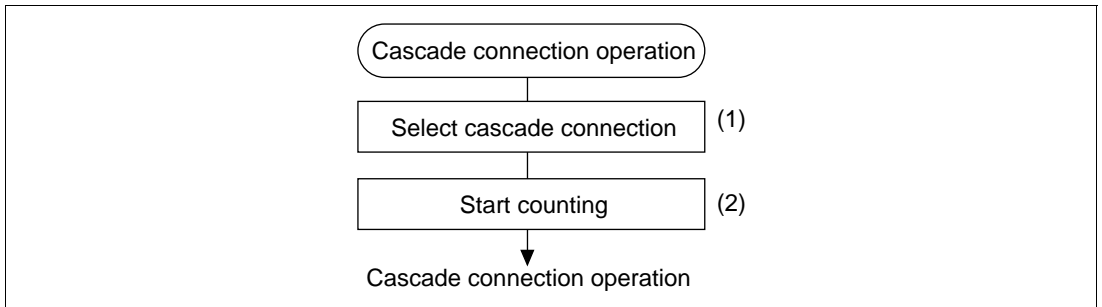 Cascade connection operation
Select cascade connection (1)
Start counting (2)
Cascade connection operation